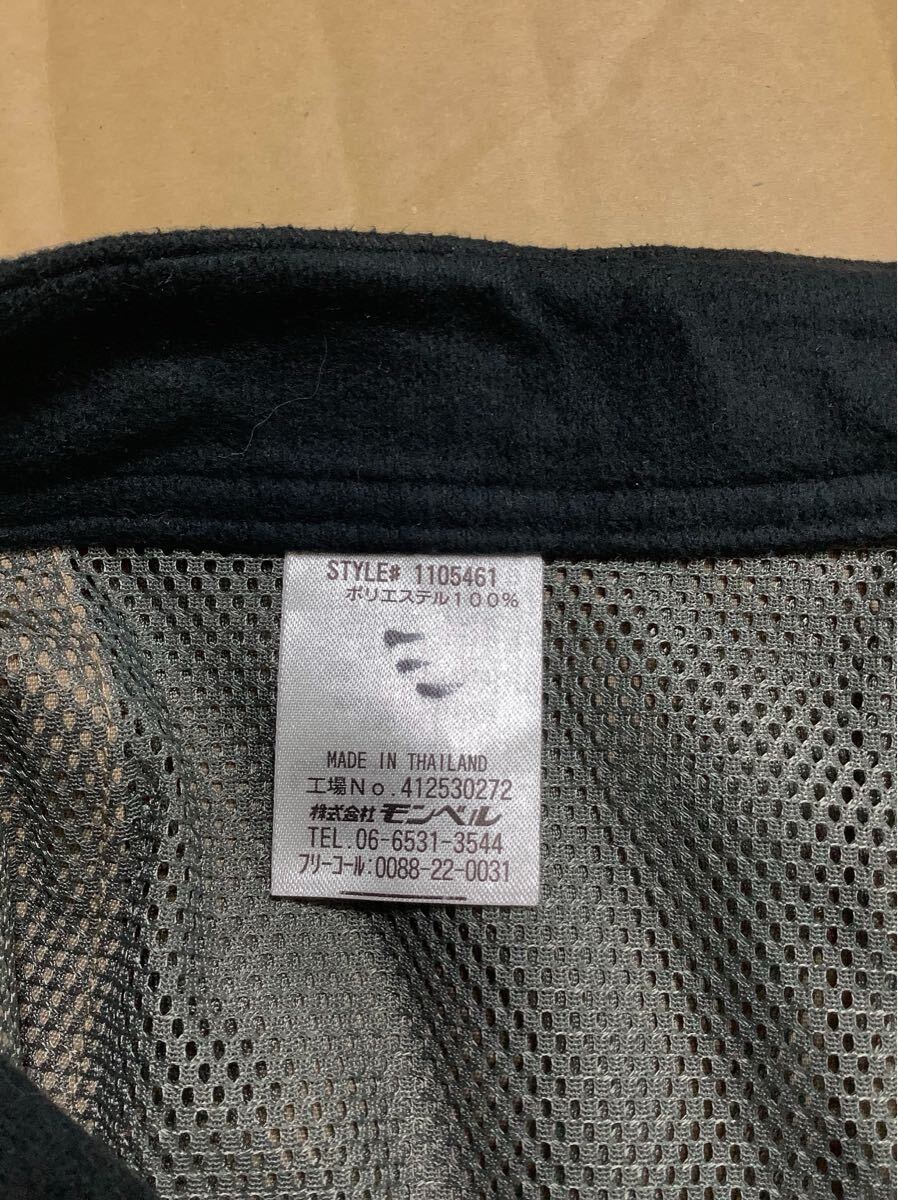 STYLE# 1105461
ポリエステル100%
MADE IN THAILAND
工場No.412530272
株式会社モンベル
TEL.06-6531-3544
フリーコール:0088-22-0031